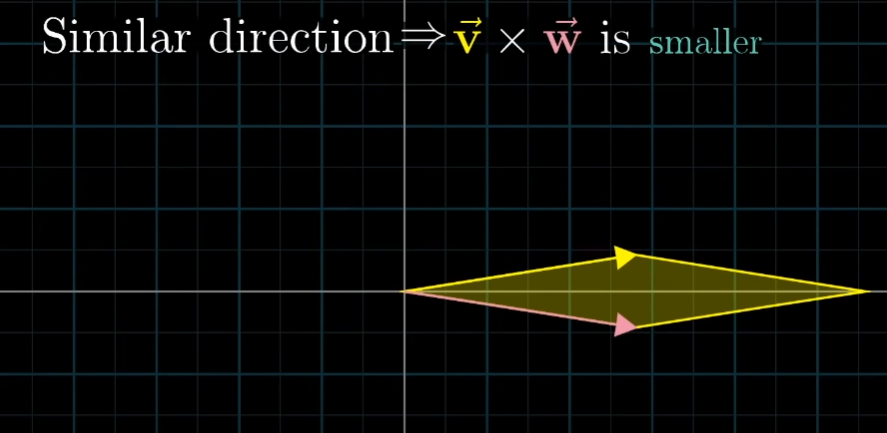 Similar direction⇒v⃗ × w⃗ is smaller